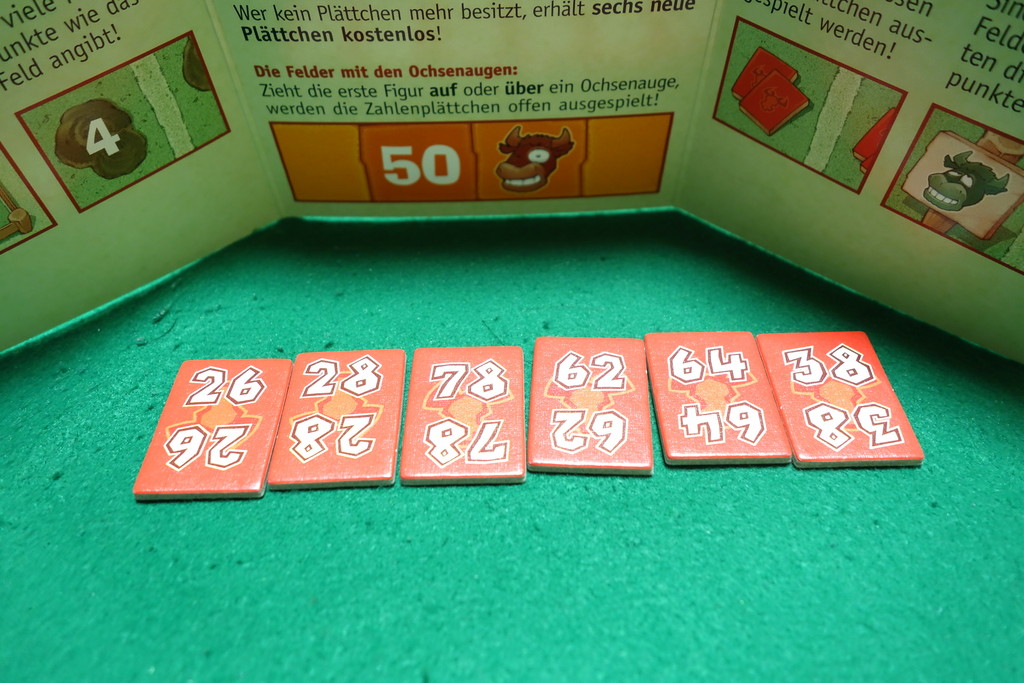 viele
unkte wie das
Feld angibt!
4
Wer kein Plättchen mehr besitzt, erhält sechs neue
Plättchen kostenlos!
Die Felder mit den Ochsenaugen:
Zieht die erste Figur auf oder über ein Ochsenauge,
werden die Zahlenplättchen offen ausgespielt!
50
ttchen aus-
gespielt werden!
Feld
ten di
punkte
26 28 78 62 64 38
26 28 78 62 64 38